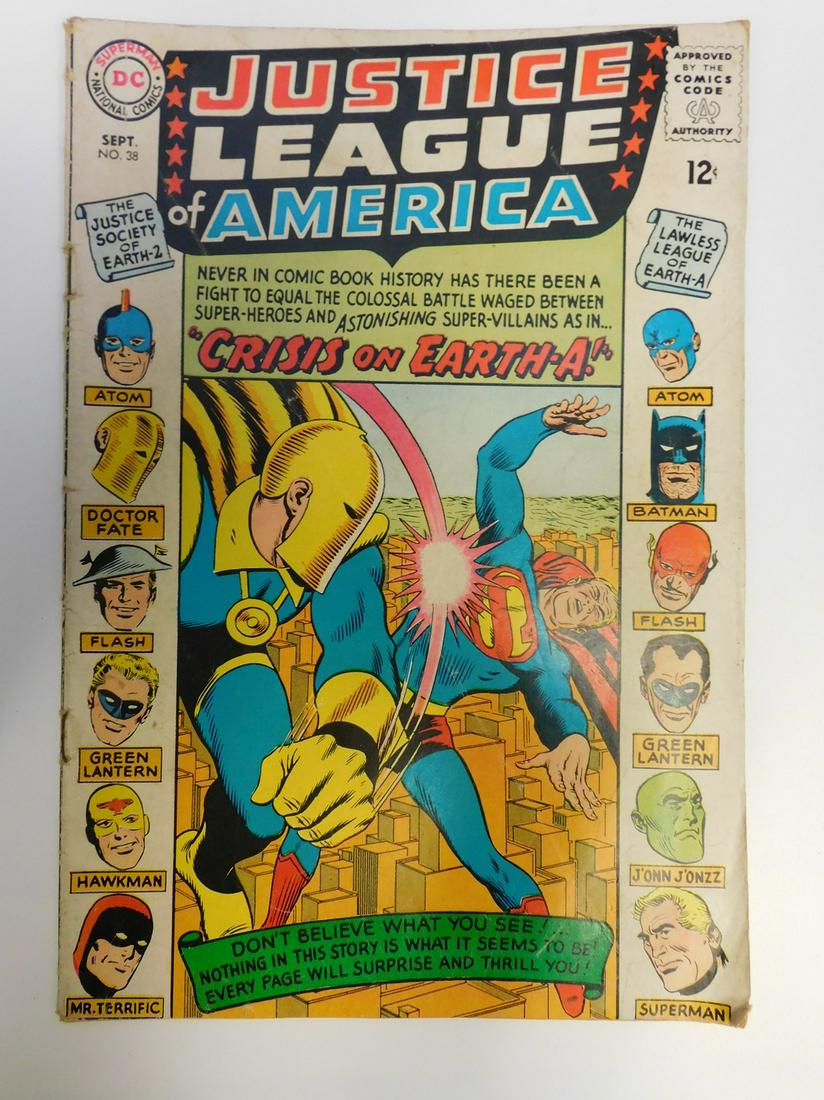 SUPERMAN
DC
NATIONAL COMICS
SEPT.
NO. 38
JUSTICE
LEAGUE
of AMERICA
APPROVED
BY THE
COMICS
CODE
CA
AUTHORITY
12¢
THE
JUSTICE
SOCIETY
OF
EARTH-2
THE
LAWLESS
LEAGUE
OF
EARTH-A
NEVER IN COMIC BOOK HISTORY HAS THERE BEEN A
FIGHT TO EQUAL THE COLOSSAL BATTLE WAGED BETWEEN
SUPER-HEROES AND ASTONISHING SUPER-VILLAINS AS IN...
"CRISIS ON EARTH-A!"
ATOM
DOCTOR
FATE
FLASH
GREEN
LANTERN
HAWKMAN
MR. TERRIFIC
ATOM
BATMAN
FLASH
GREEN
LANTERN
J'ONN J'ONZZ
SUPERMAN
DON'T BELIEVE WHAT YOU SEE!...
NOTHING IN THIS STORY IS WHAT IT SEEMS TO BE!
EVERY PAGE WILL SURPRISE AND THRILL YOU!